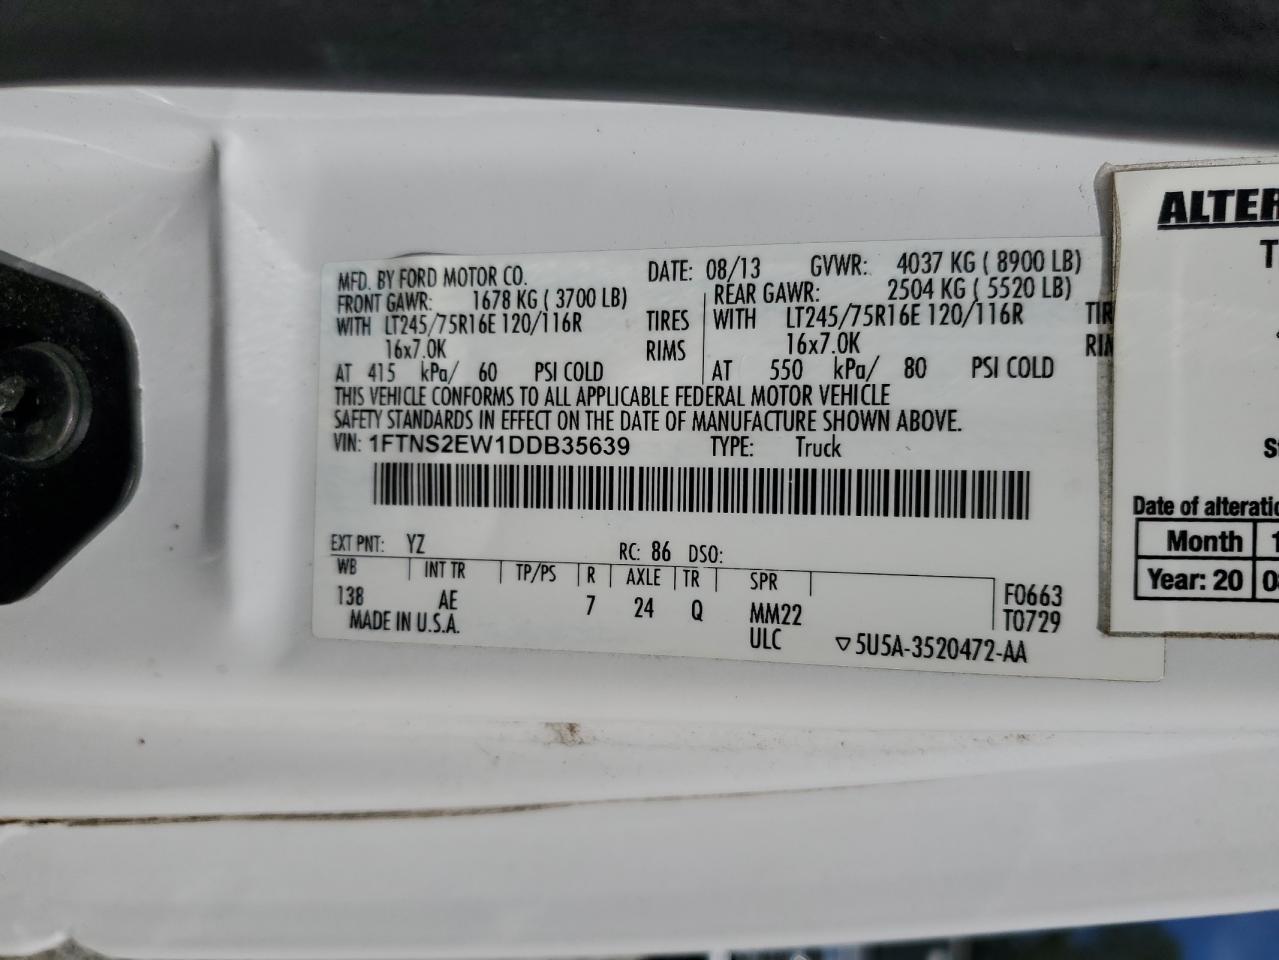 MFD. BY FORD MOTOR CO. DATE: 08/13 GVWR: 4037 KG ( 8900 LB)
FRONT GAWR: 1678 KG ( 3700 LB) REAR GAWR: 2504 KG ( 5520 LB)
WITH LT245/75R16E 120/116R TIRES WITH LT245/75R16E 120/116R TIR
16x7.0K RIMS 16x7.0K RIM
AT 415 kPa/ 60 PSI COLD AT 550 kPa/ 80 PSI COLD
THIS VEHICLE CONFORMS TO ALL APPLICABLE FEDERAL MOTOR VEHICLE
SAFETY STANDARDS IN EFFECT ON THE DATE OF MANUFACTURE SHOWN ABOVE.
VIN: 1FTNS2EW1DDB35639 TYPE: Truck
EXT PNT: YZ RC: 86 DSO:
WB INT TR TP/PS R AXLE TR SPR
138 AE 7 24 Q MM22 F0663
MADE IN U.S.A. ULC T0729
▽5U5A-3520472-AA
ALTER
T
S
Date of alteratio
Month 1
Year: 20 0